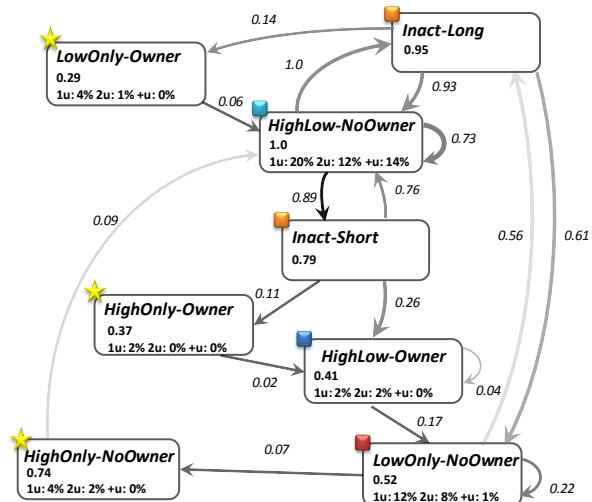 0.14
Inact-Long
0.95
LowOnly-Owner
0.29
1u: 4% 2u: 1% +u: 0%
1.0
0.93
0.06
HighLow-NoOwner
1.0
1u: 20% 2u: 12% +u: 14%
0.73
0.89
0.76
0.09
Inact-Short
0.79
0.56
0.61
0.11
0.26
HighOnly-Owner
0.37
1u: 2% 2u: 0% +u: 0%
HighLow-Owner
0.41
1u: 2% 2u: 2% +u: 0%
0.02
0.04
0.17
HighOnly-NoOwner
0.74
1u: 4% 2u: 2% +u: 0%
0.07
LowOnly-NoOwner
0.52
1u: 12% 2u: 8% +u: 1%
0.22